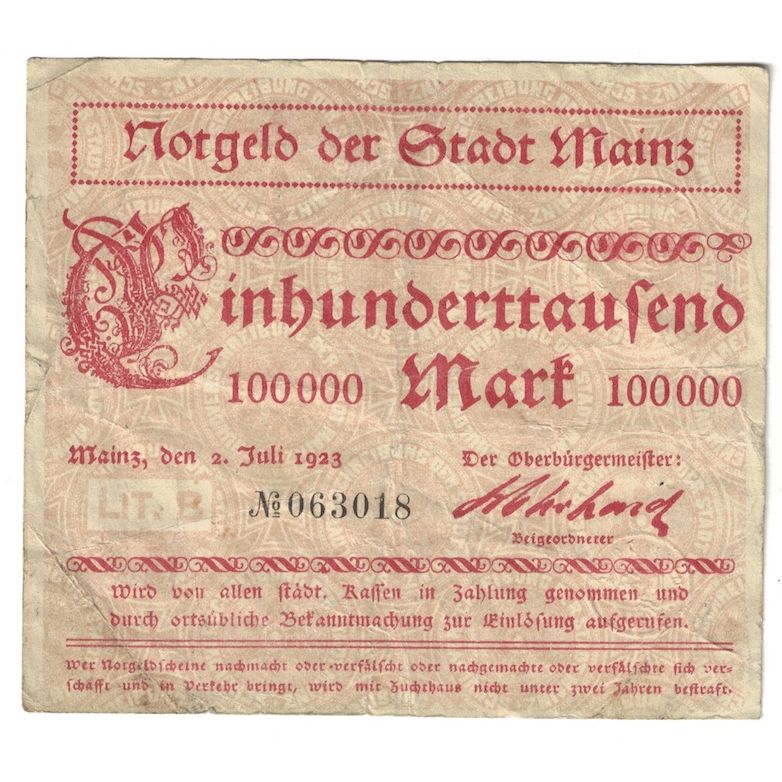 Notgeld der Stadt Mainz
Einhunderttauſend
100000 Mark 100000
Mainz, den 2. Juli 1923
Der Oberbürgermeiſter:
LIT. B
№ 063018
Beigeordneter
Wird von allen ſtädt. Kaſſen in Zahlung genommen und
durch ortsübliche Bekanntmachung zur Einlöſung aufgerufen.
Wer Notgeldſcheine nachmacht oder verfälſcht oder nachgemachte oder verfälſchte ſich ver-
ſchafft und in Verkehr bringt, wird mit Zuchthaus nicht unter zwei Jahren beſtraft.